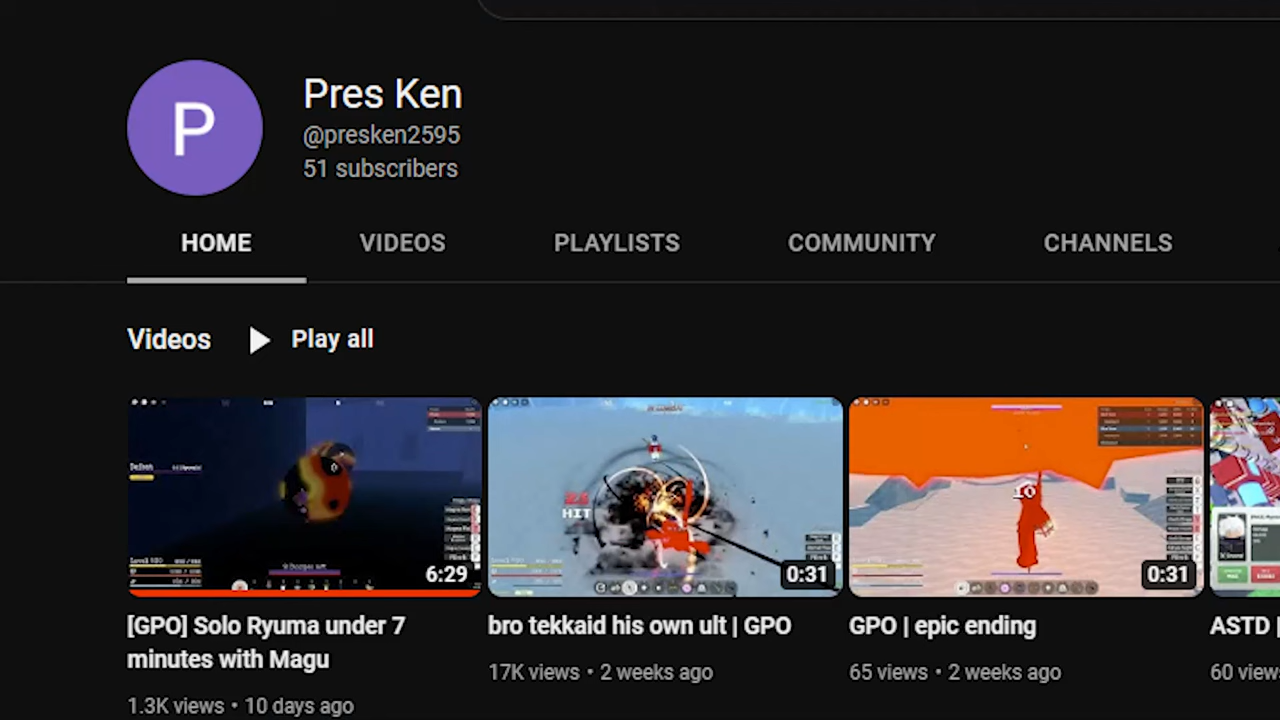 P
Pres Ken
@presken2595
51 subscribers
HOME VIDEOS PLAYLISTS COMMUNITY CHANNELS
Videos Play all
HIT
10
6:29 0:31 0:31
[GPO] Solo Ryuma under 7 bro tekkaid his own ult | GPO GPO | epic ending ASTD |
minutes with Magu
17K views • 2 weeks ago 65 views • 2 weeks ago 60 view
1.3K views • 10 days ago